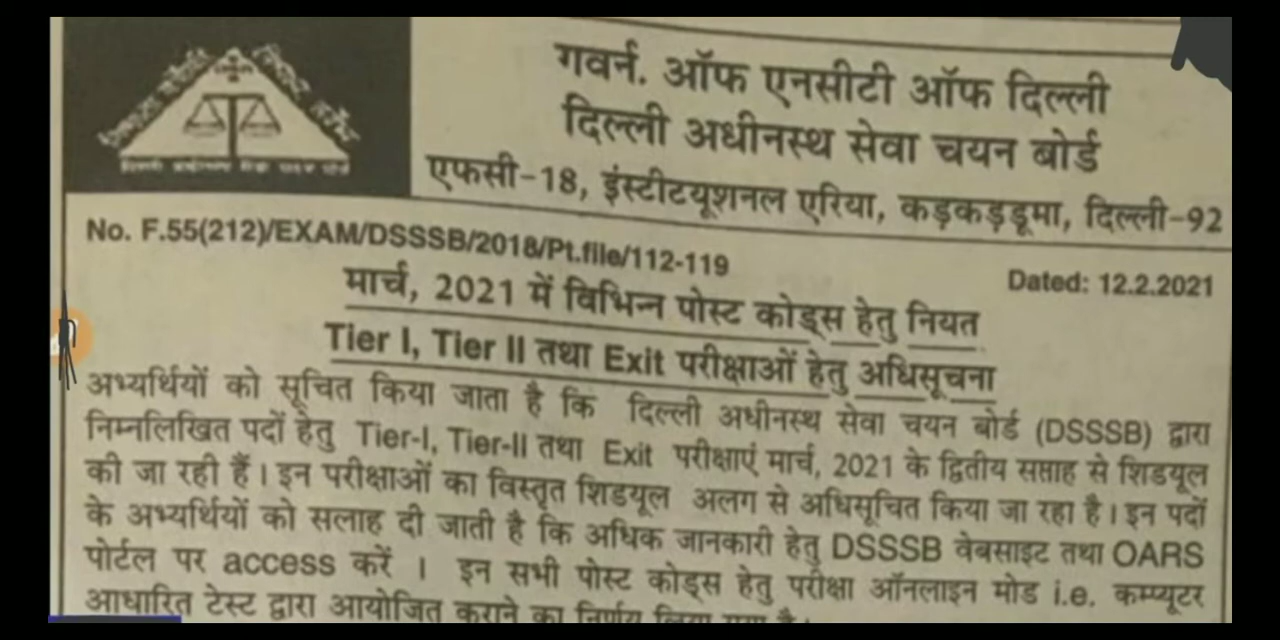 गवर्न. ऑफ एनसीटी ऑफ दिल्ली
दिल्ली अधीनस्थ सेवा चयन बोर्ड
एफसी-18, इंस्टीटयूशनल एरिया, कड़कड़डूमा, दिल्ली-92
No. F.55(212)/EXAM/DSSSB/2018/Pt.file/112-119
Dated: 12.2.2021
मार्च, 2021 में विभिन्न पोस्ट कोड्स हेतु नियत
Tier I, Tier II तथा Exit परीक्षाओं हेतु अधिसूचना
अभ्यर्थियों को सूचित किया जाता है कि दिल्ली अधीनस्थ सेवा चयन बोर्ड (DSSSB) द्वारा
निम्नलिखित पदों हेतु Tier-I, Tier-II तथा Exit परीक्षाएं मार्च, 2021 के द्वितीय सप्ताह से शिडयूल
की जा रही हैं। इन परीक्षाओं का विस्तृत शिडयूल अलग से अधिसूचित किया जा रहा है। इन पदों
के अभ्यर्थियों को सलाह दी जाती है कि अधिक जानकारी हेतु DSSSB वेबसाइट तथा OARS
पोर्टल पर access करें । इन सभी पोस्ट कोड्स हेतु परीक्षा ऑनलाइन मोड i.e. कम्प्यूटर
आधारित टेस्ट द्वारा आयोजित कराने का निर्णय लिया गया है।